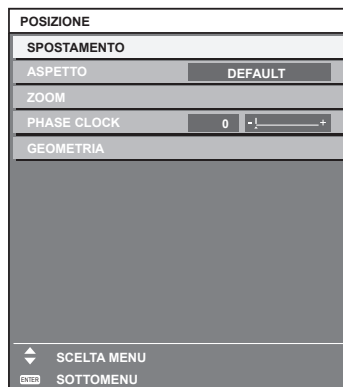 POSIZIONE
SPOSTAMENTO
ASPETTO DEFAULT
ZOOM
PHASE CLOCK 0 - +
GEOMETRIA
SCELTA MENU
ENTER SOTTOMENU